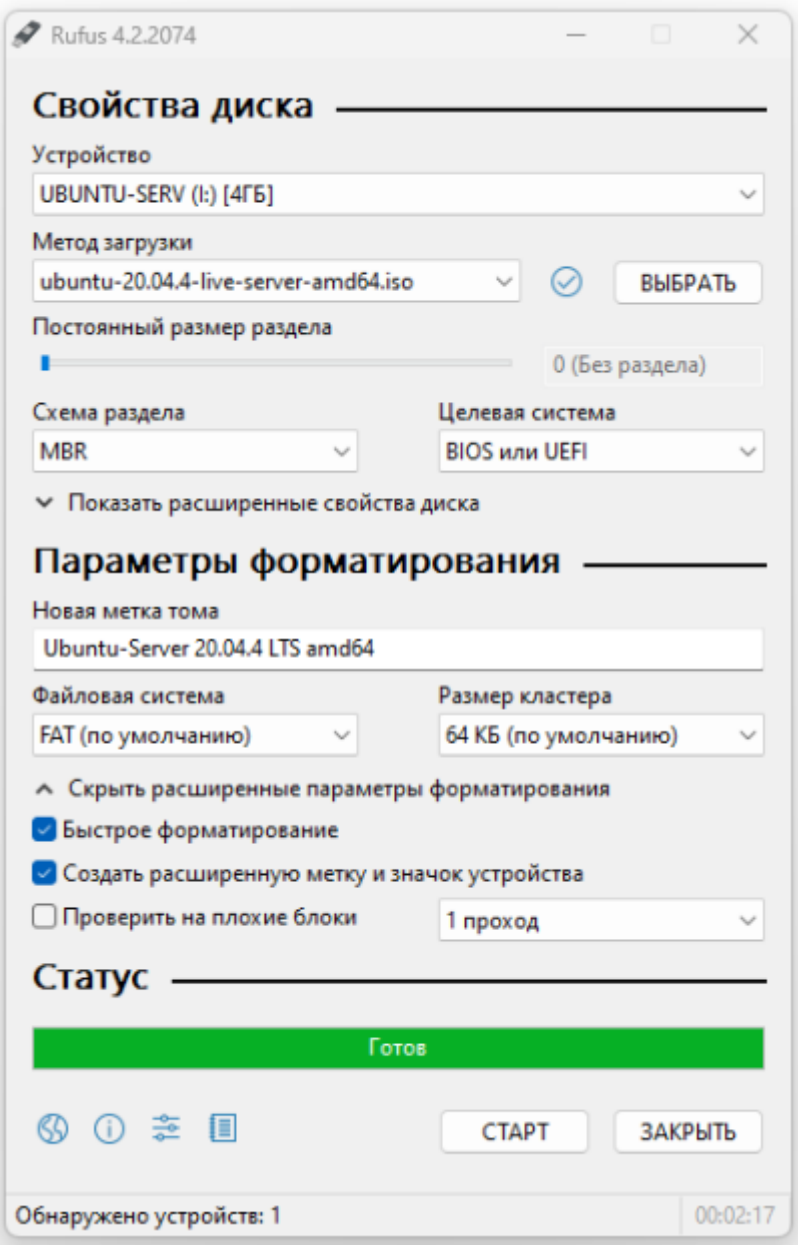 Rufus 4.2.2074
Свойства диска
Устройство
UBUNTU-SERV (I:) [4ГБ]
Метод загрузки
ubuntu-20.04.4-live-server-amd64.iso
ВЫБРАТЬ
Постоянный размер раздела
0 (Без раздела)
Схема раздела
Целевая система
MBR
BIOS или UEFI
Показать расширенные свойства диска
Параметры форматирования
Новая метка тома
Ubuntu-Server 20.04.4 LTS amd64
Файловая система
Размер кластера
FAT (по умолчанию)
64 КБ (по умолчанию)
Скрыть расширенные параметры форматирования
Быстрое форматирование
Создать расширенную метку и значок устройства
Проверить на плохие блоки
1 проход
Статус
Готов
СТАРТ
ЗАКРЫТЬ
Обнаружено устройств: 1
00:02:17